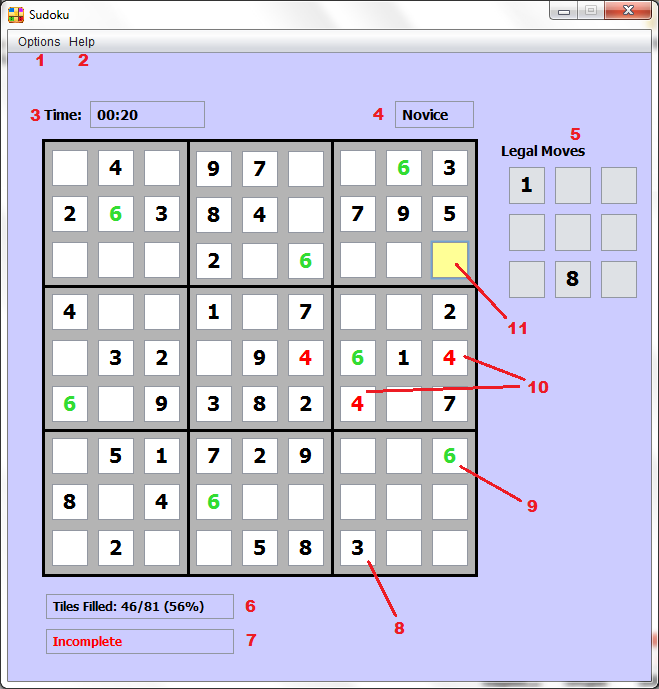 Sudoku
Options Help
1 2
3 Time: 00:20 4 Novice
5
Legal Moves
4 9 7 6 3 1
2 6 3 8 4 7 9 5
2 6 8
11
4 1 7 2
3 2 9 4 6 1 4
10
6 9 3 8 2 4 7
5 1 7 2 9 6
8 4 6 9
2 5 8 3
Tiles Filled: 46/81 (56%) 6
8
Incomplete 7